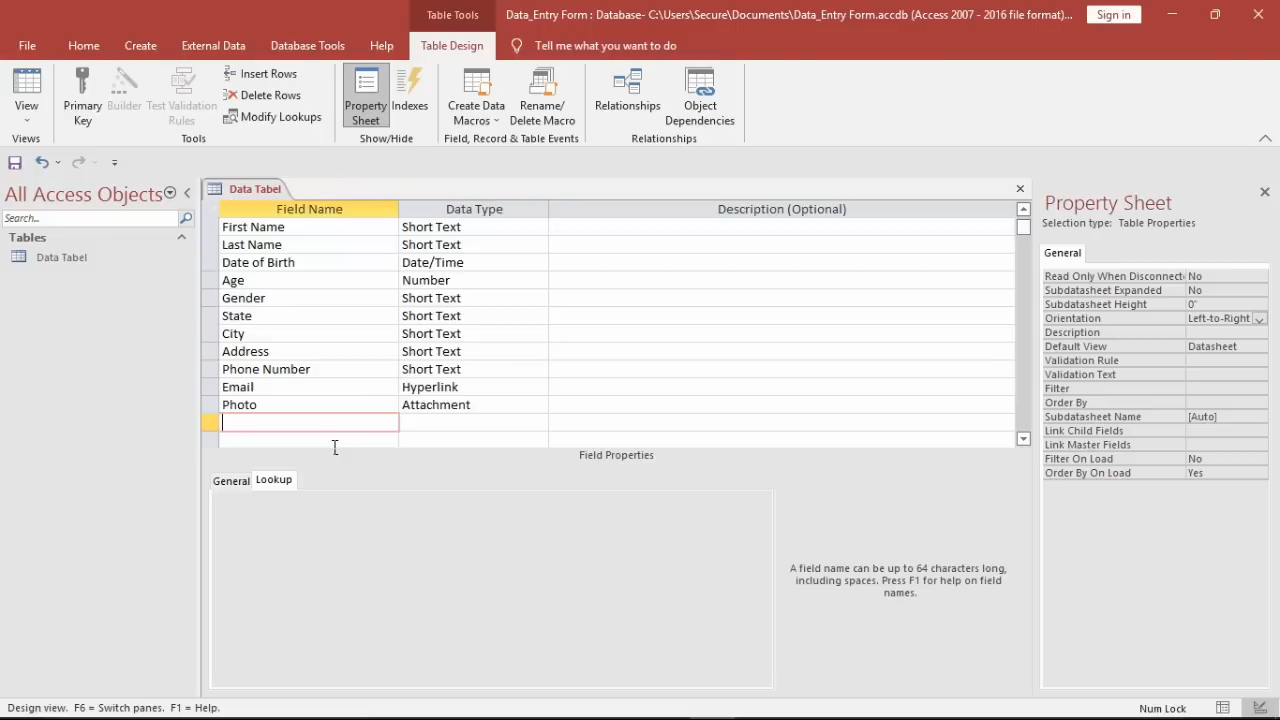 Table Tools
Data_Entry Form : Database- C:\Users\Secure\Documents\Data_Entry Form.accdb (Access 2007 - 2016 file format)...
Sign in
File Home Create External Data Database Tools Help Table Design Tell me what you want to do
View
Primary Key
Builder
Test Validation Rules
Insert Rows
Delete Rows
Modify Lookups
Property Sheet
Indexes
Create Data Macros
Rename/ Delete Macro
Relationships
Object Dependencies
Views
Tools
Show/Hide
Field, Record & Table Events
Relationships
All Access Objects
Search...
Tables
Data Tabel
Data Tabel
Field Name Data Type Description (Optional)
First Name Short Text
Last Name Short Text
Date of Birth Date/Time
Age Number
Gender Short Text
State Short Text
City Short Text
Address Short Text
Phone Number Short Text
Email Hyperlink
Photo Attachment
Field Properties
General Lookup
A field name can be up to 64 characters long,
including spaces. Press F1 for help on field
names.
Property Sheet
Selection type: Table Properties
General
Read Only When Disconnect No
Subdatasheet Expanded No
Subdatasheet Height 0"
Orientation Left-to-Right
Description
Default View Datasheet
Validation Rule
Validation Text
Filter
Order By
Subdatasheet Name [Auto]
Link Child Fields
Link Master Fields
Filter On Load No
Order By On Load Yes
Design view. F6 = Switch panes. F1 = Help.
Num Lock